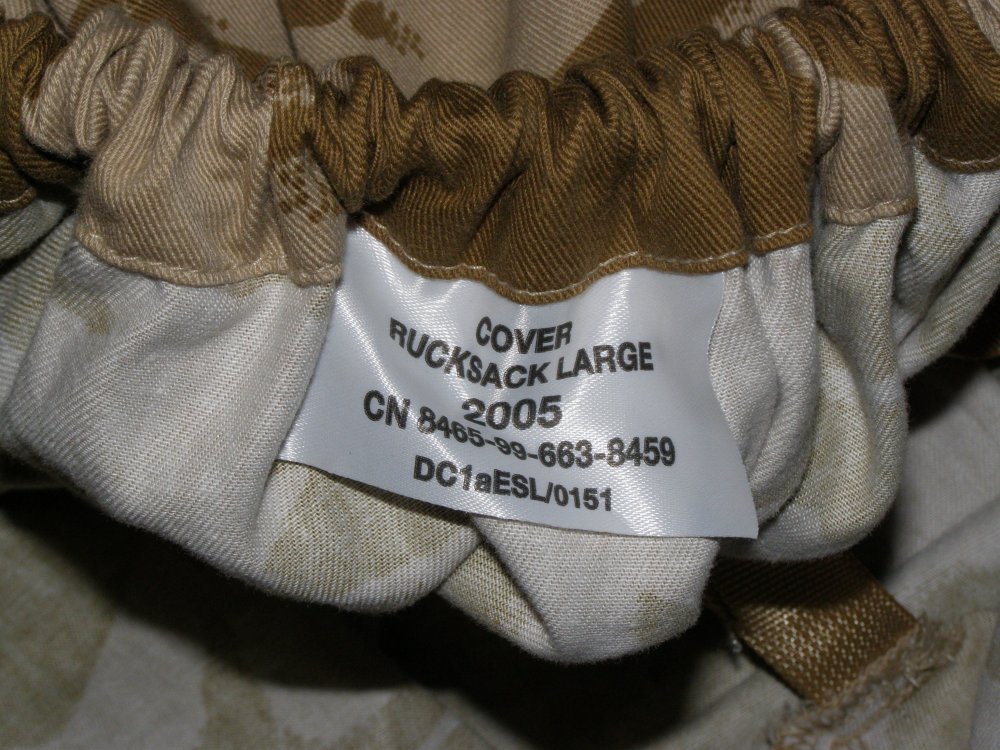 COVER
RUCKSACK LARGE
2005
CN 8465-99-663-8459
DC1aESL/0151